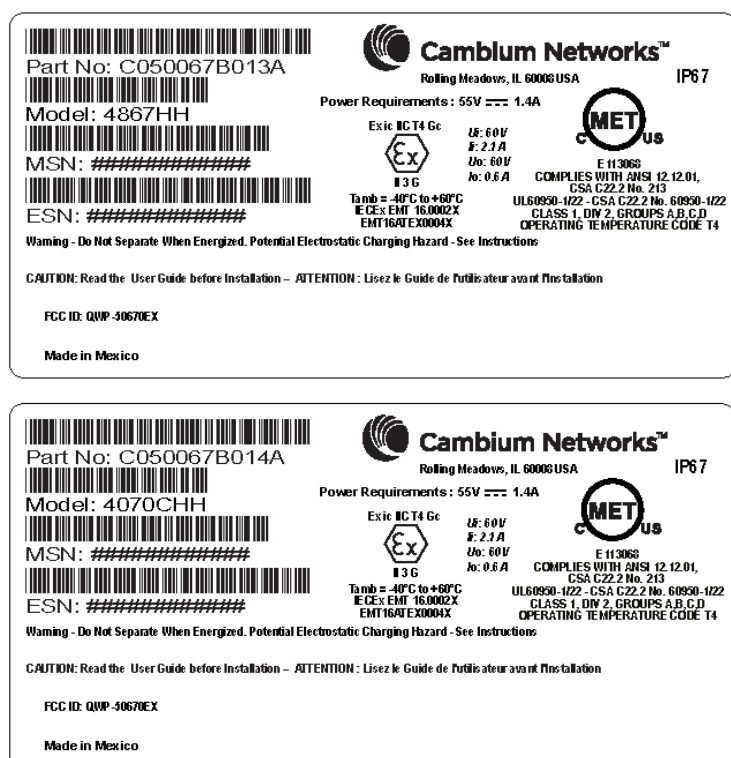 Part No: C050067B013A
Model: 4867HH
MSN: ###############
ESN: ###############
Cambium Networks™
Rolling Meadows, IL 60008 USA
IP67
Power Requirements : 55V 1.4A
Ex ic IIC T4 Gc
Ex
II 3 G
Tamb = -40°C to +60°C
IECEx EMT 16.0002X
EMT16ATEX0004X
Ui: 60V
Ii: 2.1 A
Uo: 60V
Io: 0.6 A
MET
C US
E 113068
COMPLIES WITH ANSI 12.12.01,
CSA C22.2 No. 213
UL60950-1/22 - CSA C22.2 No. 60950-1/22
CLASS 1, DIV 2, GROUPS A,B,C,D
OPERATING TEMPERATURE CODE T4
Warning - Do Not Separate When Energized. Potential Electrostatic Charging Hazard - See Instructions
CAUTION: Read the User Guide before Installation – ATTENTION : Lisez le Guide de l'utilisateur avant l'installation
FCC ID: QWP-50670EX
Made in Mexico
Part No: C050067B014A
Model: 4070CHH
MSN: ###############
ESN: ###############
Cambium Networks™
Rolling Meadows, IL 60008 USA
IP67
Power Requirements : 55V 1.4A
Ex ic IIC T4 Gc
Ex
II 3 G
Tamb = -40°C to +60°C
IECEx EMT 16.0002X
EMT16ATEX0004X
Ui: 60V
Ii: 2.1 A
Uo: 60V
Io: 0.6 A
MET
C US
E 113068
COMPLIES WITH ANSI 12.12.01,
CSA C22.2 No. 213
UL60950-1/22 - CSA C22.2 No. 60950-1/22
CLASS 1, DIV 2, GROUPS A,B,C,D
OPERATING TEMPERATURE CODE T4
Warning - Do Not Separate When Energized. Potential Electrostatic Charging Hazard - See Instructions
CAUTION: Read the User Guide before Installation – ATTENTION : Lisez le Guide de l'utilisateur avant l'installation
FCC ID: QWP-50670EX
Made in Mexico